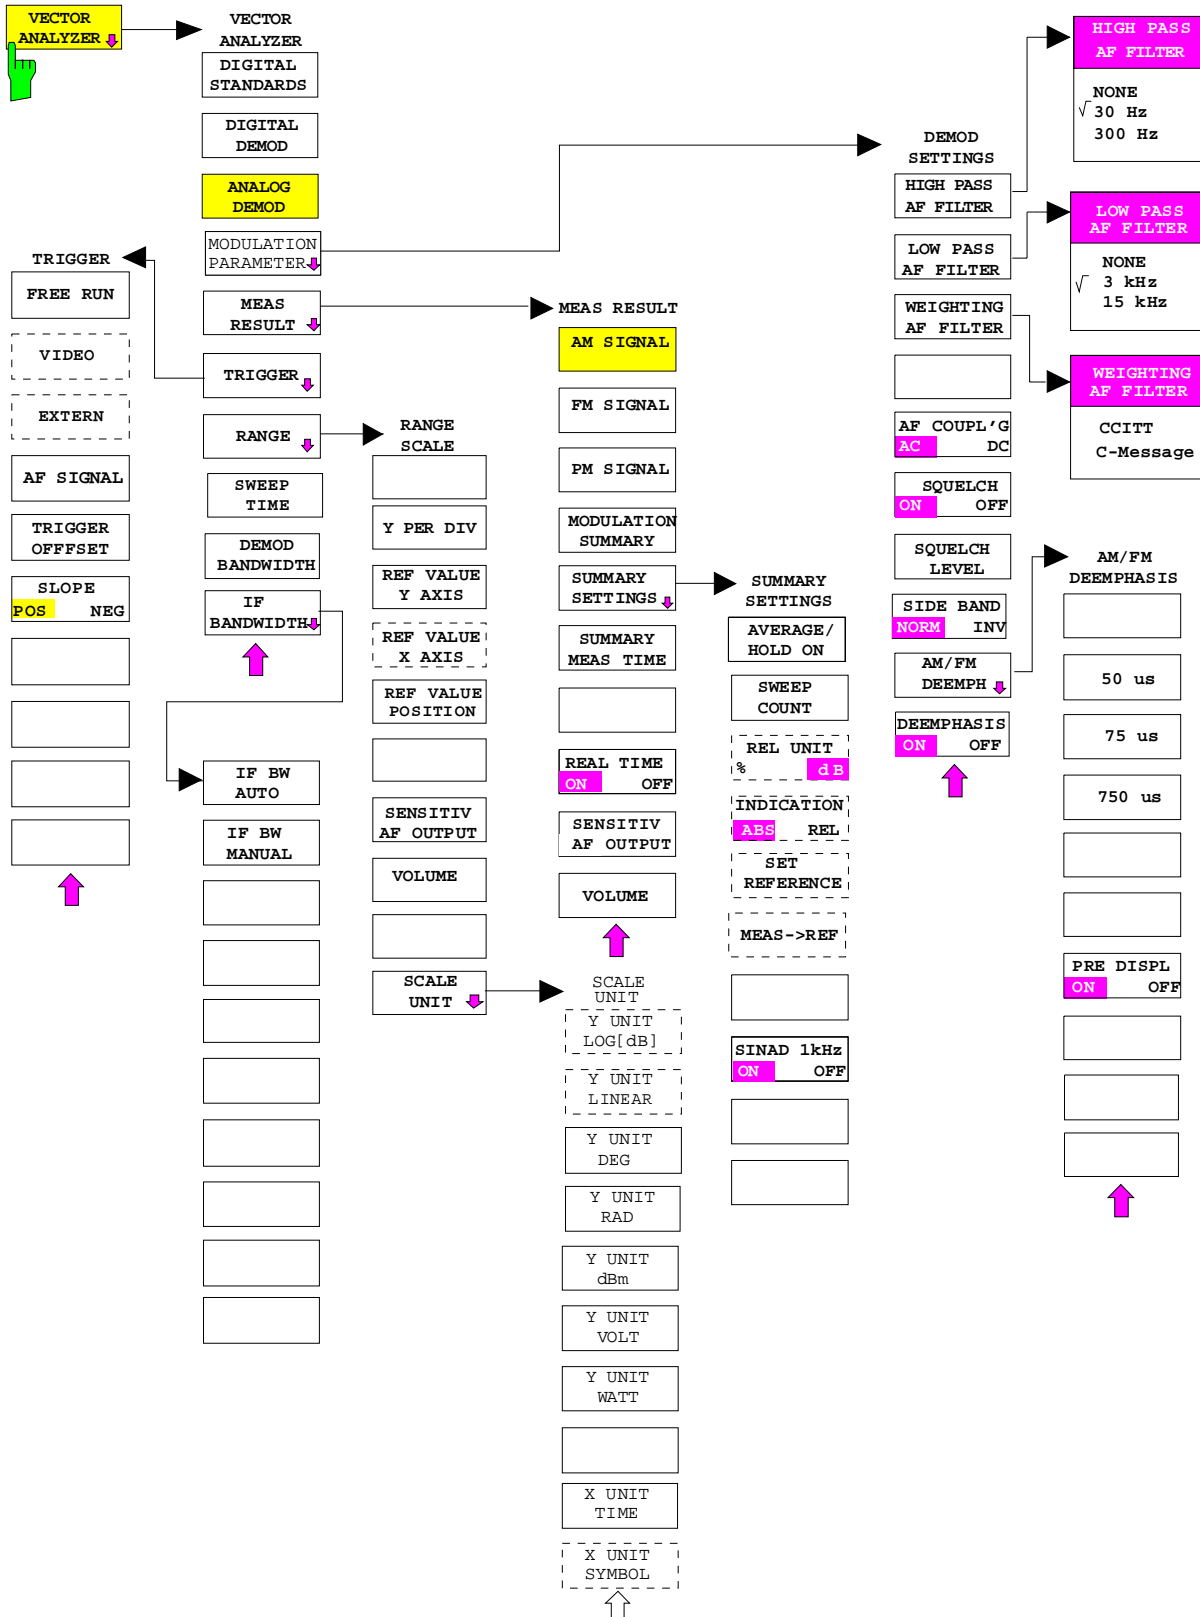 VECTOR
ANALYZER
VECTOR
ANALYZER
DIGITAL
STANDARDS
DIGITAL
DEMOD
ANALOG
DEMOD
MODULATION
PARAMETER
MEAS
RESULT
TRIGGER
RANGE
SWEEP
TIME
DEMOD
BANDWIDTH
IF
BANDWIDTH
TRIGGER
FREE RUN
VIDEO
EXTERN
AF SIGNAL
TRIGGER
OFFFSET
SLOPE
POS NEG
IF BW
AUTO
IF BW
MANUAL
RANGE
SCALE
Y PER DIV
REF VALUE
Y AXIS
REF VALUE
X AXIS
REF VALUE
POSITION
SENSITIV
AF OUTPUT
VOLUME
SCALE
UNIT
MEAS RESULT
AM SIGNAL
FM SIGNAL
PM SIGNAL
MODULATION
SUMMARY
SUMMARY
SETTINGS
SUMMARY
MEAS TIME
REAL TIME
ON OFF
SENSITIV
AF OUTPUT
VOLUME
SCALE
UNIT
Y UNIT
LOG[dB]
Y UNIT
LINEAR
Y UNIT
DEG
Y UNIT
RAD
Y UNIT
dBm
Y UNIT
VOLT
Y UNIT
WATT
X UNIT
TIME
X UNIT
SYMBOL
SUMMARY
SETTINGS
AVERAGE/
HOLD ON
SWEEP
COUNT
REL UNIT
% dB
INDICATION
ABS REL
SET
REFERENCE
MEAS->REF
SINAD 1kHz
ON OFF
DEMOD
SETTINGS
HIGH PASS
AF FILTER
LOW PASS
AF FILTER
WEIGHTING
AF FILTER
AF COUPL'G
AC DC
SQUELCH
ON OFF
SQUELCH
LEVEL
SIDE BAND
NORM INV
AM/FM
DEEMPH
DEEMPHASIS
ON OFF
HIGH PASS
AF FILTER
NONE
√ 30 Hz
300 Hz
LOW PASS
AF FILTER
NONE
√ 3 kHz
15 kHz
WEIGHTING
AF FILTER
CCITT
C-Message
AM/FM
DEEMPHASIS
50 us
75 us
750 us
PRE DISPL
ON OFF